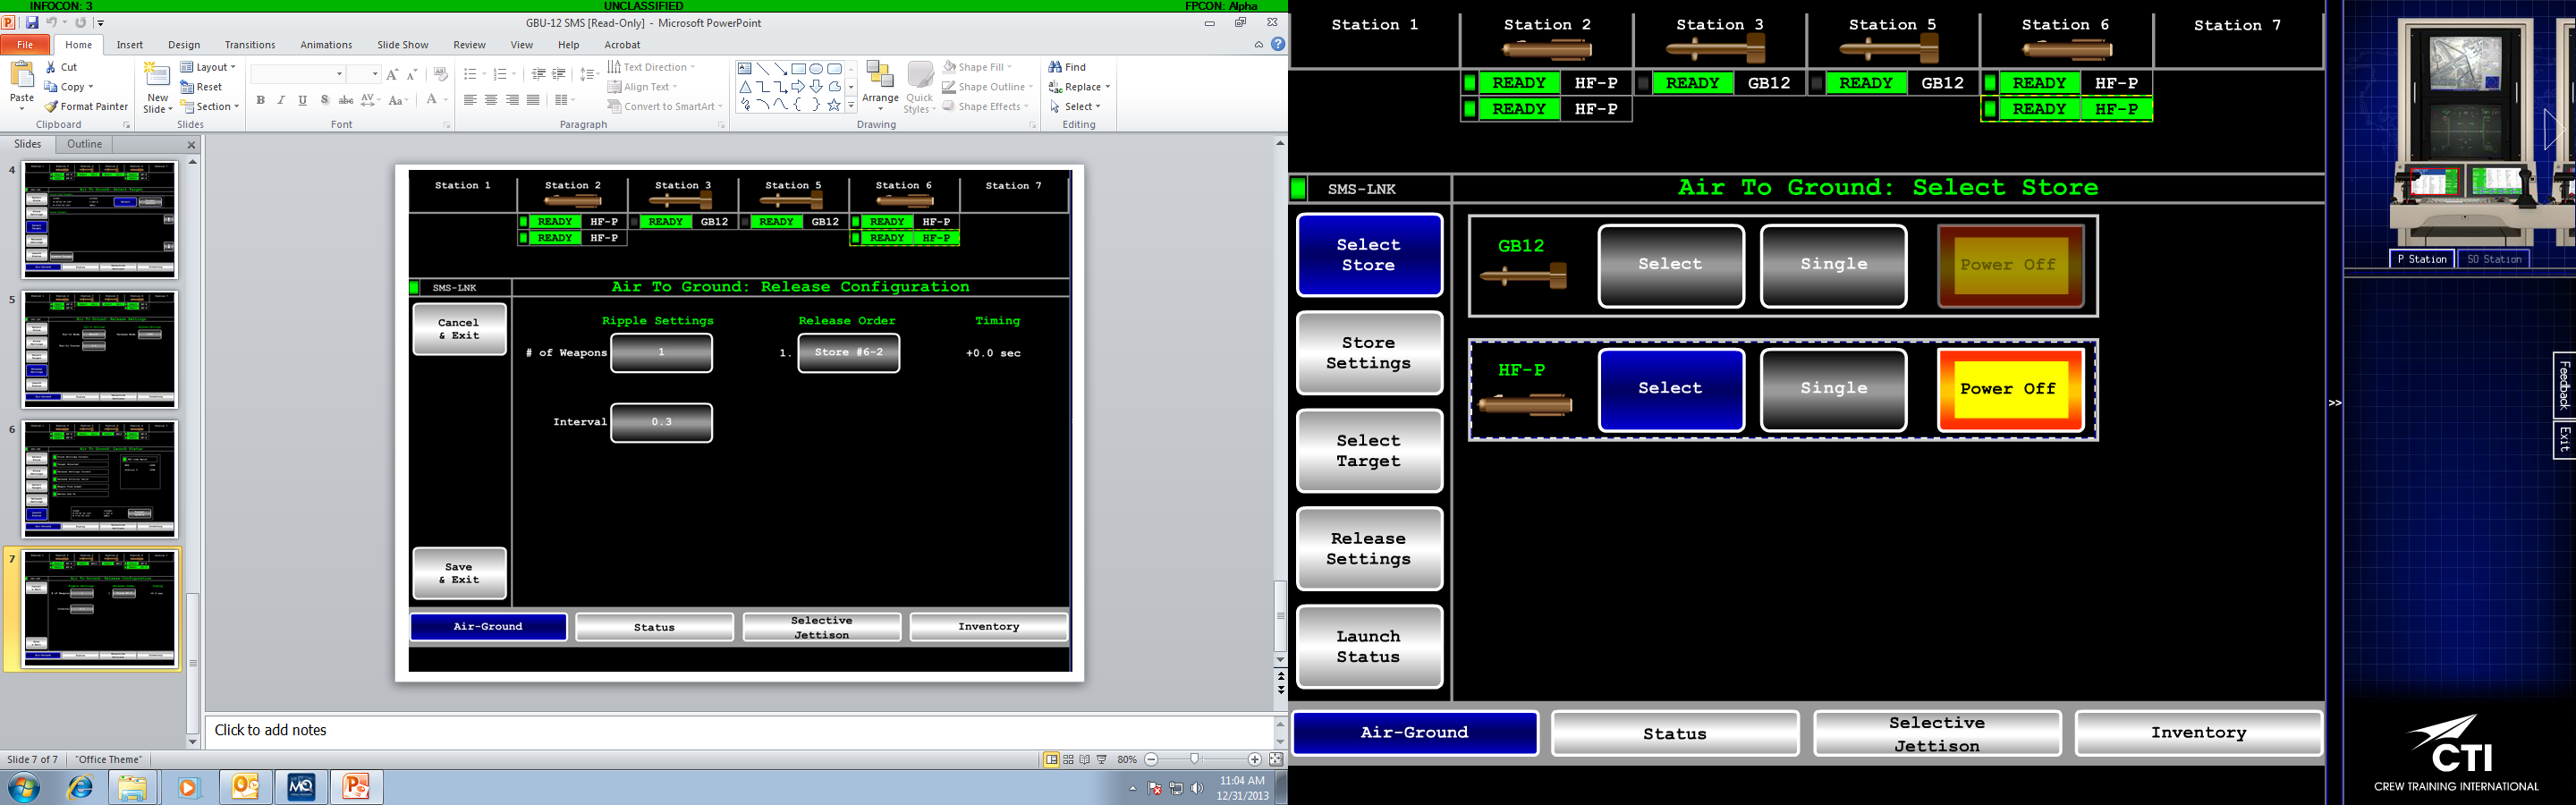 INFOCON: 3
UNCLASSIFIED
FPCON: Alpha
GBU-12 SMS [Read-Only] - Microsoft PowerPoint
File Home Insert Design Transitions Animations Slide Show Review View Help Acrobat
Paste
Cut
Copy
Format Painter
Clipboard
New Slide
Layout
Reset
Section
Slides
B I U S abc AV Aa A
Font
Text Direction
Align Text
Convert to SmartArt
Paragraph
Arrange
Quick Styles
Shape Fill
Shape Outline
Shape Effects
Drawing
Find
Replace
Select
Editing
Slides Outline
4
5
6
7
Station 1 Station 2 Station 3 Station 5 Station 6 Station 7
READY HF-P READY GB12 READY GB12 READY HF-P
READY HF-P READY HF-P
SMS-LNK
Air To Ground: Release Configuration
Cancel & Exit
Ripple Settings Release Order Timing
# of Weapons 1 1. Store #6-2 +0.0 sec
Interval 0.3
Save & Exit
Air-Ground Status Selective Jettison Inventory
Click to add notes
Slide 7 of 7 "Office Theme" 80%
MQ
11:04 AM
12/31/2013
Station 1 Station 2 Station 3 Station 5 Station 6 Station 7
READY HF-P READY GB12 READY GB12 READY HF-P
READY HF-P READY HF-P
SMS-LNK
Air To Ground: Select Store
Select Store
Store Settings
Select Target
Release Settings
Launch Status
GB12 Select Single Power Off
HF-P Select Single Power Off
Air-Ground Status Selective Jettison Inventory
>>
P Station SO Station
Feedback
Exit
CTI
CREW TRAINING INTERNATIONAL